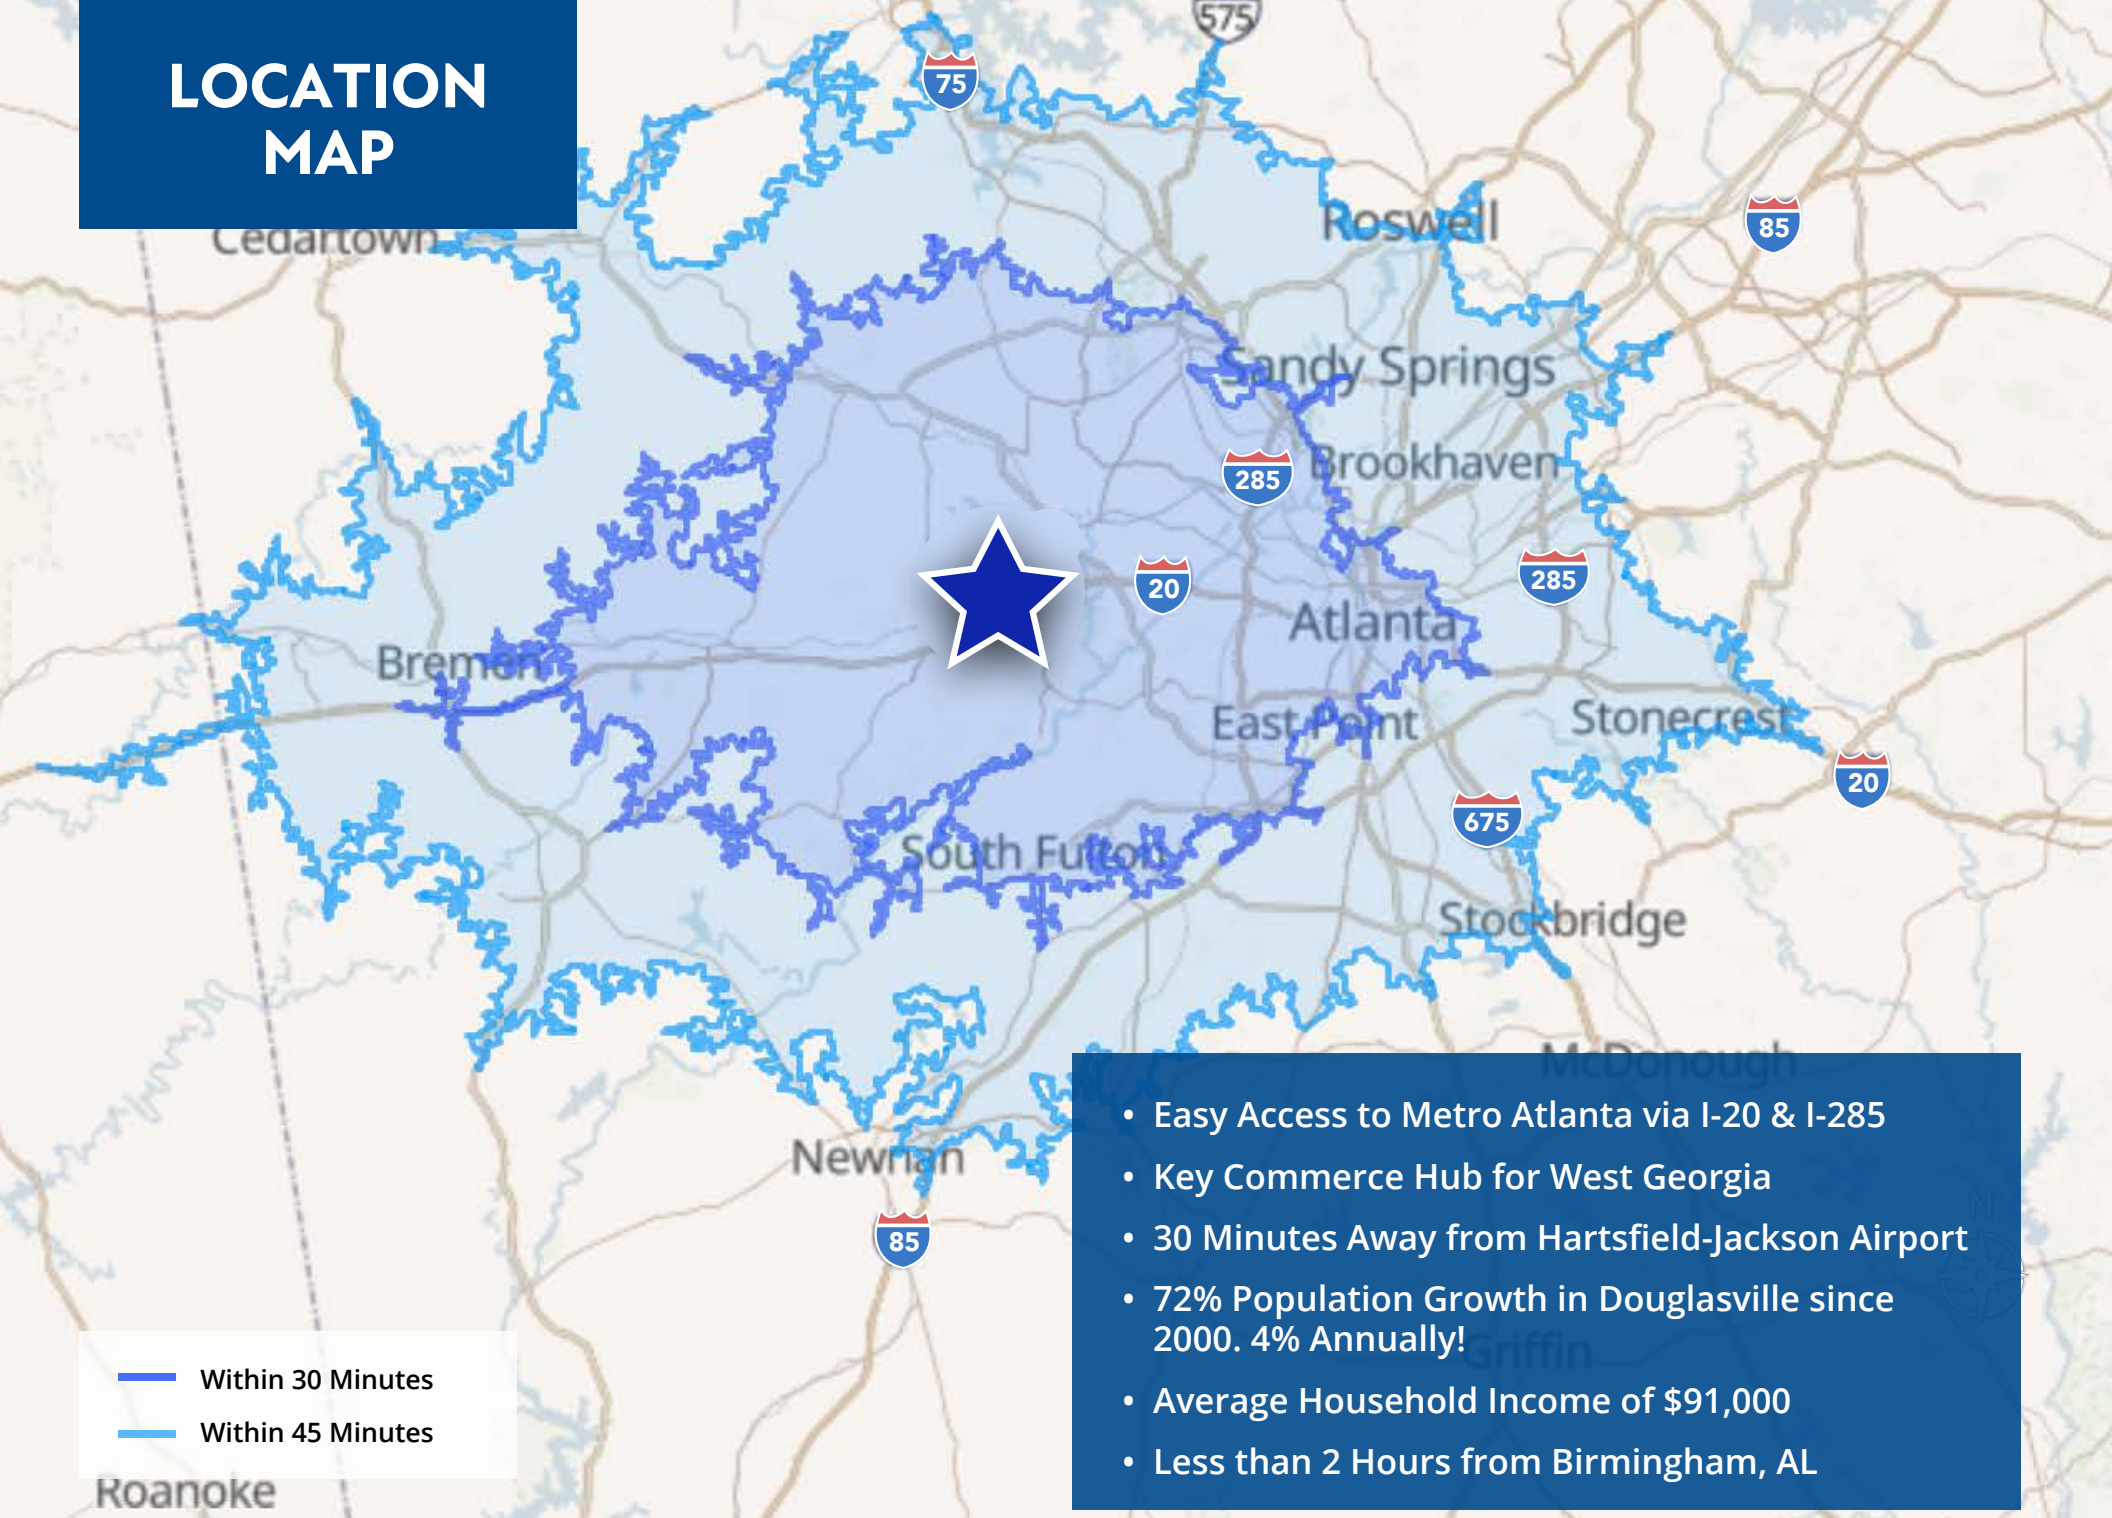 LOCATION
MAP
575
75
Cedartown
Roswell
85
Sandy Springs
Brookhaven
285
285
20
Atlanta
Bremen
East Point
Stonecrest
20
675
South Fulton
Stockbridge
McDonough
• Easy Access to Metro Atlanta via I-20 & I-285
• Key Commerce Hub for West Georgia
Newnan
N
• 30 Minutes Away from Hartsfield-Jackson Airport
85
• 72% Population Growth in Douglasville since
2000. 4% Annually!
Griffin
Within 30 Minutes
• Average Household Income of $91,000
Within 45 Minutes
• Less than 2 Hours from Birmingham, AL
Roanoke